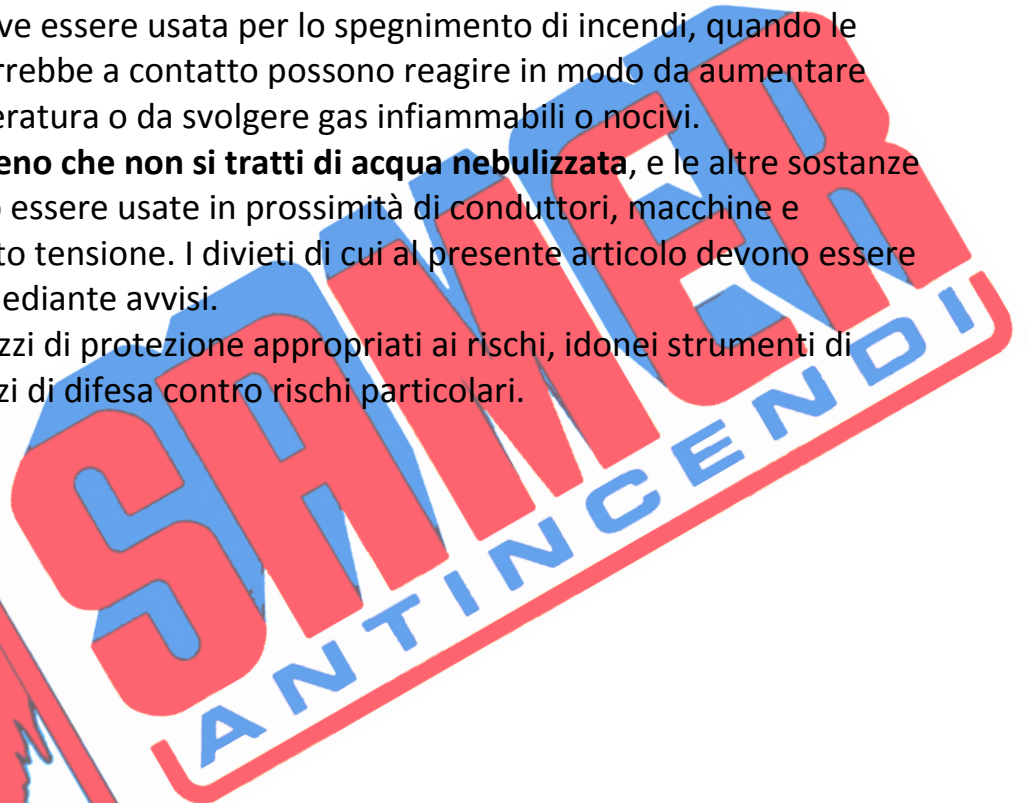 ve essere usata per lo spegnimento di incendi, quando le
rrebbe a contatto possono reagire in modo da aumentare
eratura o da svolgere gas infiammabili o nocivi.
eno che non si tratti di acqua nebulizzata, e le altre sostanze
o essere usate in prossimità di conduttori, macchine e
to tensione. I divieti di cui al presente articolo devono essere
ediante avvisi.
zzi di protezione appropriati ai rischi, idonei strumenti di
zi di difesa contro rischi particolari.
SAMER
ANTINCENDI